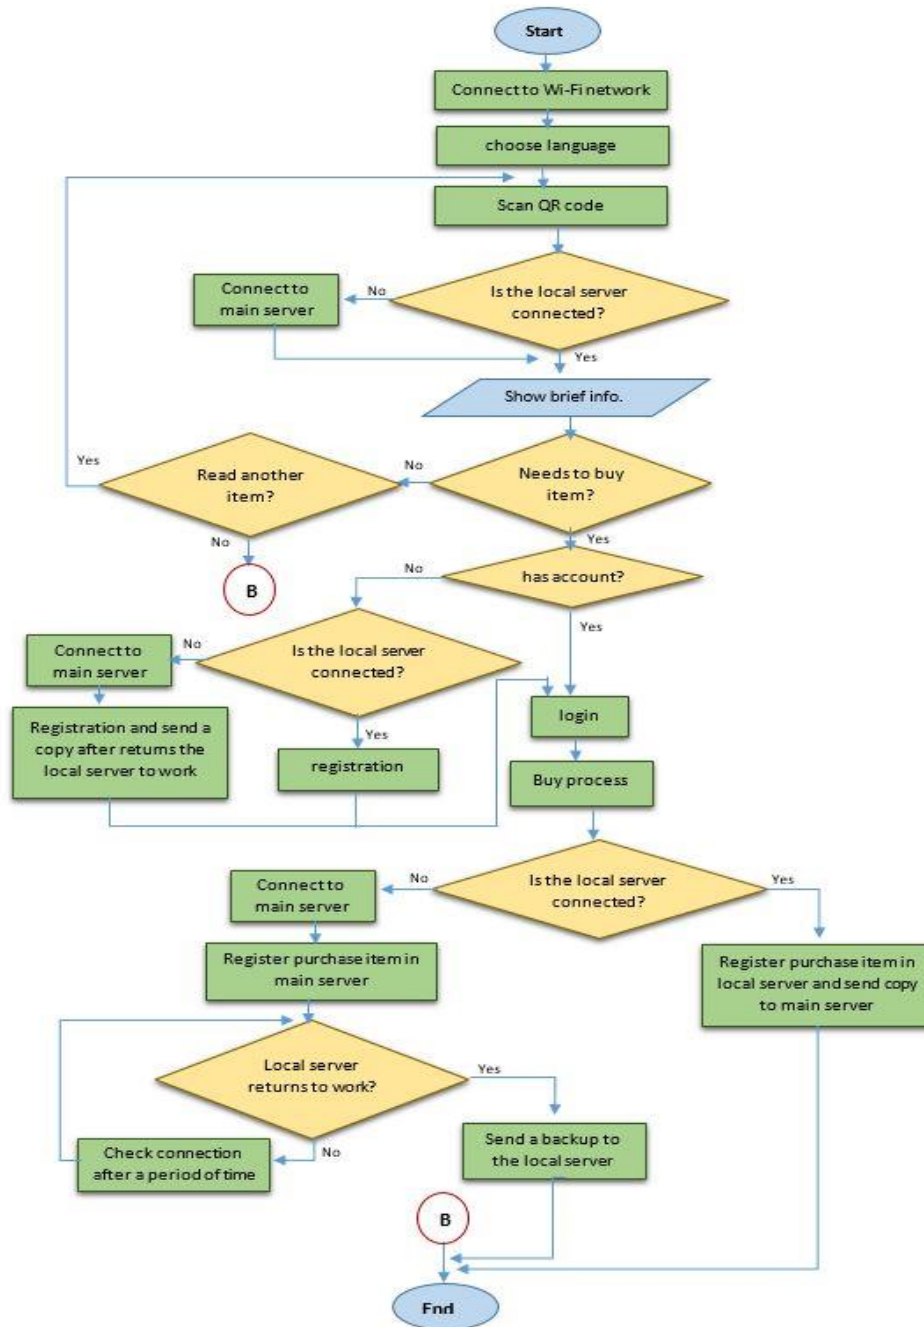 Start
Connect to Wi-Fi network
choose language
Scan QR code
Is the local server
connected?
No
Connect to
main server
Yes
Show brief info.
Needs to buy
item?
No
Read another
item?
Yes
No
B
Yes
has account?
No
Yes
Is the local server
connected?
No
Connect to
main server
Registration and send a
copy after returns the
local server to work
Yes
registration
login
Buy process
Is the local server
connected?
No
Yes
Connect to
main server
Register purchase item in
main server
Register purchase item in
local server and send copy
to main server
Local server
returns to work?
Yes
No
Check connection
after a period of time
Send a backup to
the local server
B
End